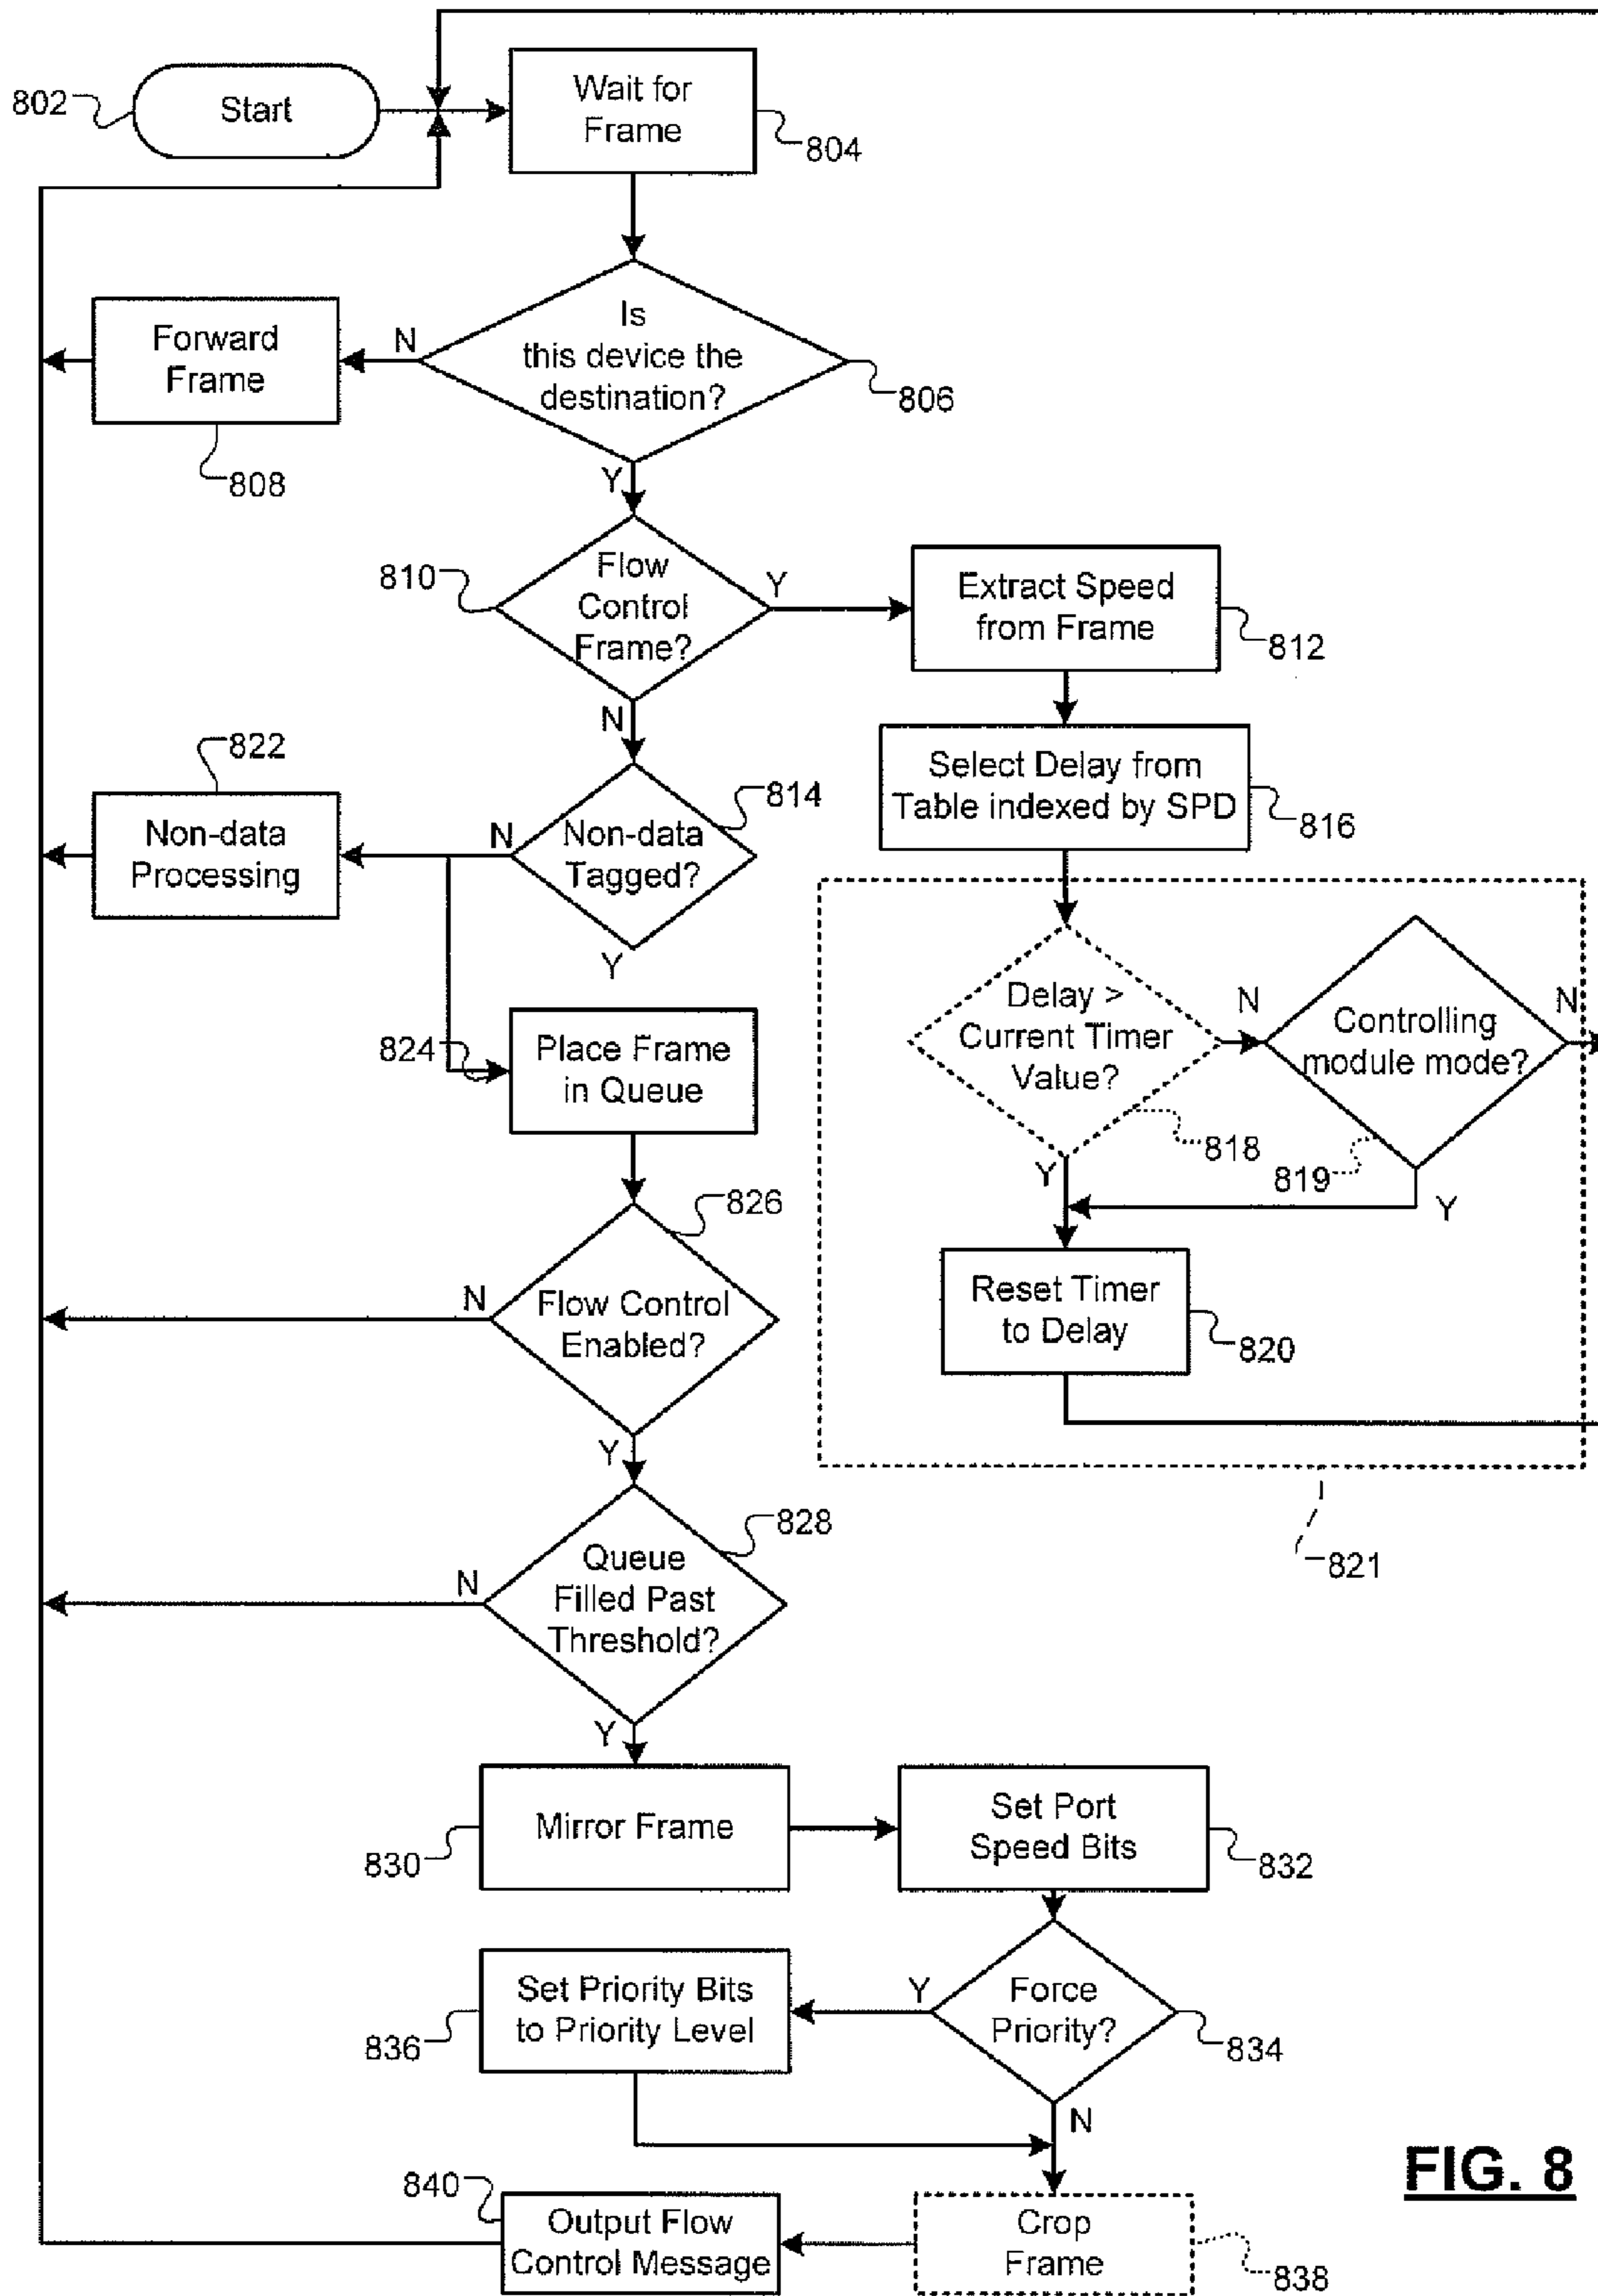 802
Start
Wait for
Frame
804
Is
this device the
destination?
N
806
Forward
Frame
808
Y
810
Flow
Control
Frame?
Y
Extract Speed
from Frame
812
N
822
814
Non-data
Processing
N
Non-data
Tagged?
Y
Select Delay from
Table indexed by SPD
816
824
Place Frame
in Queue
Delay >
Current Timer
Value?
N
818
Y
Controlling
module mode?
N
819
Y
826
N
Flow Control
Enabled?
Y
Reset Timer
to Delay
820
821
828
N
Queue
Filled Past
Threshold?
Y
Mirror Frame
830
Set Port
Speed Bits
832
Set Priority Bits
to Priority Level
836
Y
Force
Priority?
834
N
840
Output Flow
Control Message
Crop
Frame
838
FIG. 8